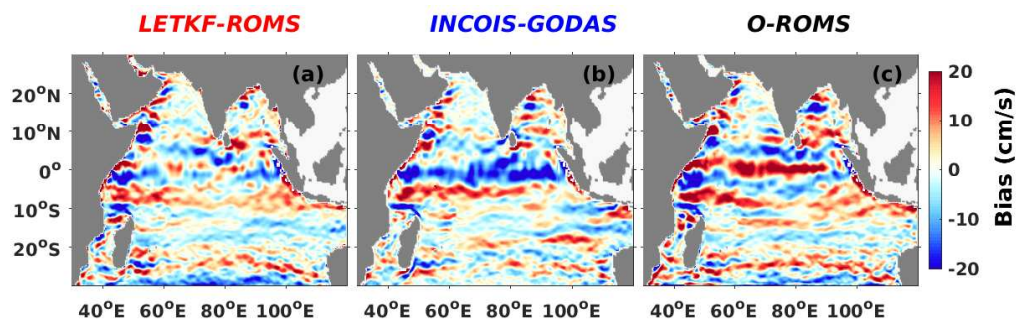 LETKF-ROMS INCOIS-GODAS O-ROMS
(a) (b) (c) 20
20°N
10
10°N
0° 0
10°S -10
20°S
-20
40°E 60°E 80°E 100°E 40°E 60°E 80°E 100°E 40°E 60°E 80°E 100°E
Bias (cm/s)